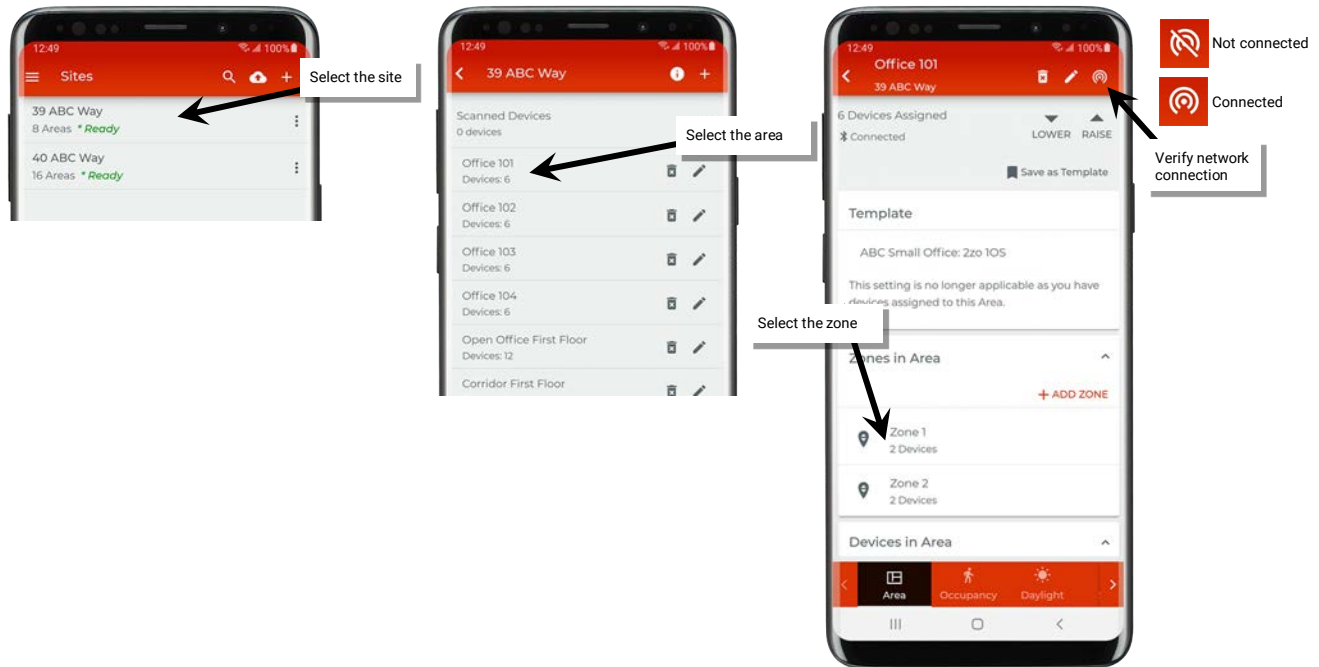 12:49
100%
Sites
39 ABC Way
8 Areas * Ready
40 ABC Way
16 Areas * Ready
Select the site
12:49
100%
39 ABC Way
Scanned Devices
0 devices
Office 101
Devices: 6
Office 102
Devices: 6
Office 103
Devices: 6
Office 104
Devices: 6
Open Office First Floor
Devices: 12
Corridor First Floor
Select the area
12:49
100%
Office 101
39 ABC Way
6 Devices Assigned
Connected
LOWER RAISE
Save as Template
Template
ABC Small Office: 2zo 1OS
This setting is no longer applicable as you have
devices assigned to this Area.
Select the zone
Zones in Area
+ ADD ZONE
Zone 1
2 Devices
Zone 2
2 Devices
Devices in Area
Area Occupancy Daylight
Not connected
Connected
Verify network
connection